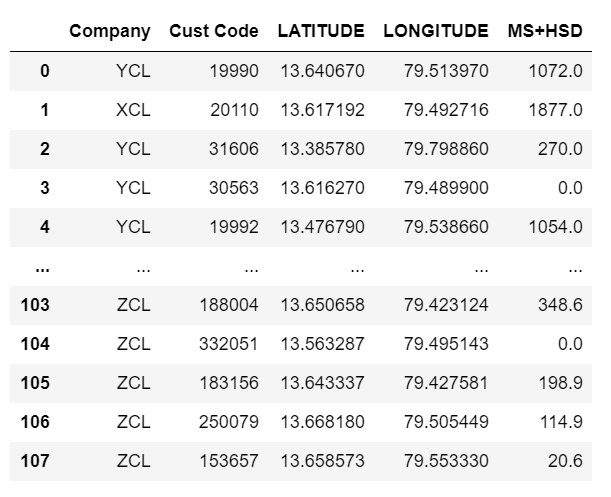 Company Cust Code LATITUDE LONGITUDE MS+HSD
0 YCL 19990 13.640670 79.513970 1072.0
1 XCL 20110 13.617192 79.492716 1877.0
2 YCL 31606 13.385780 79.798860 270.0
3 YCL 30563 13.616270 79.489900 0.0
4 YCL 19992 13.476790 79.538660 1054.0
... ... ... ... ... ...
103 ZCL 188004 13.650658 79.423124 348.6
104 ZCL 332051 13.563287 79.495143 0.0
105 ZCL 183156 13.643337 79.427581 198.9
106 ZCL 250079 13.668180 79.505449 114.9
107 ZCL 153657 13.658573 79.553330 20.6